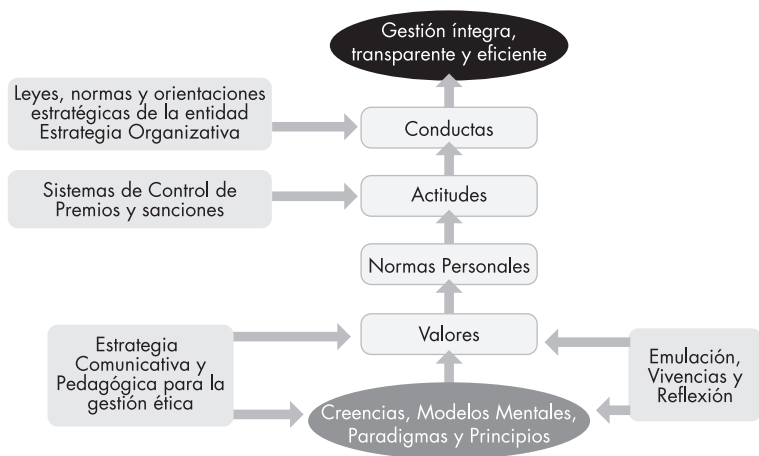 Gestión íntegra,
transparente y eficiente
Leyes, normas y orientaciones
estratégicas de la entidad
Estrategia Organizativa
Conductas
Sistemas de Control de
Premios y sanciones
Actitudes
Normas Personales
Valores
Estrategia
Comunicativa y
Pedagógica para la
gestión ética
Emulación,
Vivencias y
Reflexión
Creencias, Modelos Mentales,
Paradigmas y Principios